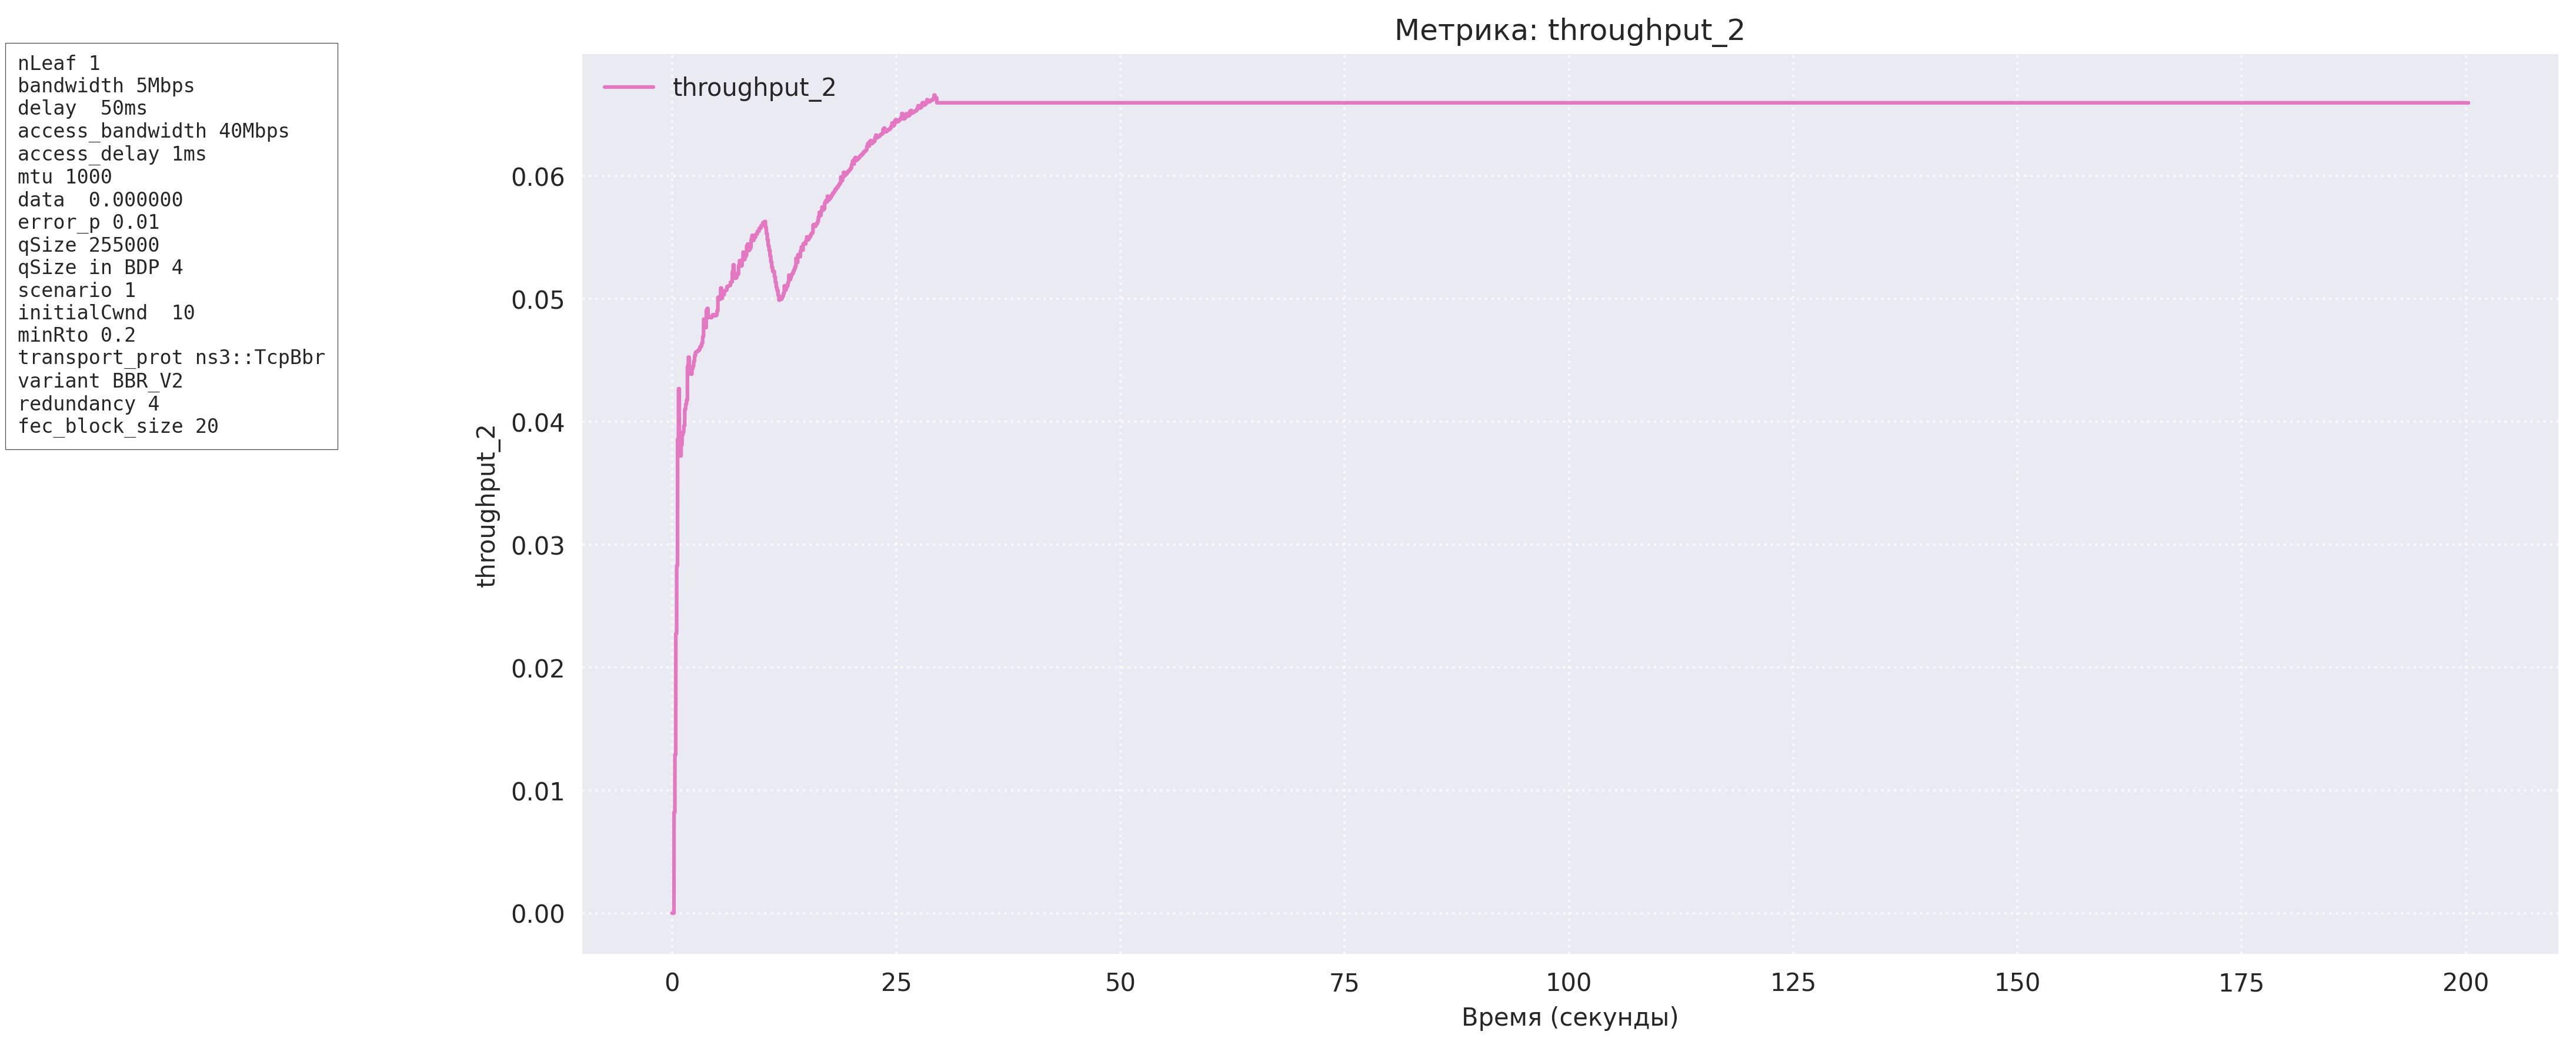 Метрика: throughput_2
nLeaf 1
bandwidth 5Mbps
delay  50ms
access_bandwidth 40Mbps
access_delay 1ms
mtu 1000
data  0.000000
error_p 0.01
qSize 255000
qSize in BDP 4
scenario 1
initialCwnd  10
minRto 0.2
transport_prot ns3::TcpBbr
variant BBR_V2
redundancy 4
fec_block_size 20
throughput_2
throughput_2
0.06
0.05
0.04
0.03
0.02
0.01
0.00
0 25 50 75 100 125 150 175 200
Время (секунды)